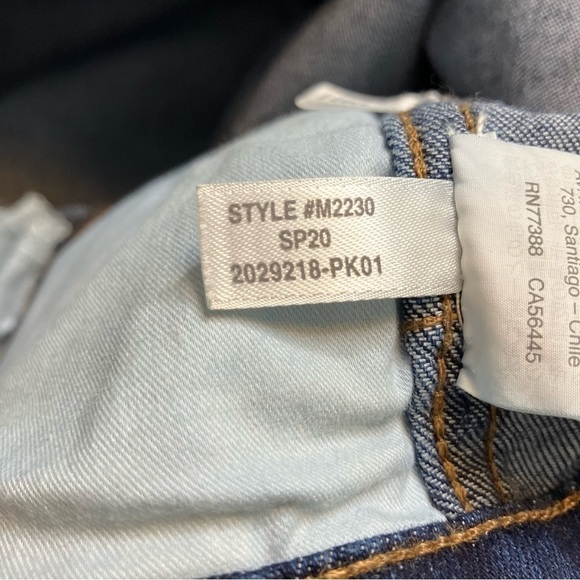 STYLE #M2230
SP20
2029218-PK01
730, Santiago – Chile
RN77388 CA56445